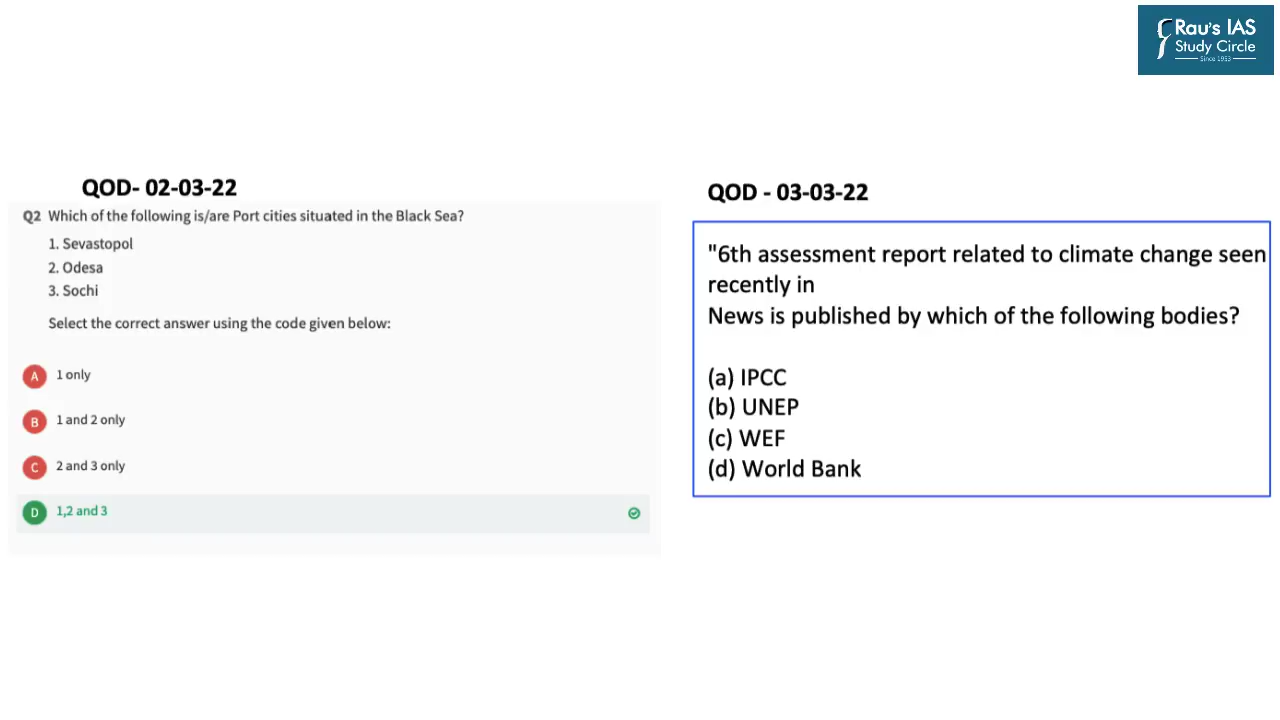 Rau's IAS
Study Circle
Since 1953
QOD- 02-03-22
Q2 Which of the following is/are Port cities situated in the Black Sea?
1. Sevastopol
2. Odesa
3. Sochi
Select the correct answer using the code given below:
A 1 only
B 1 and 2 only
C 2 and 3 only
D 1,2 and 3
QOD - 03-03-22
"6th assessment report related to climate change seen
recently in
News is published by which of the following bodies?
(a) IPCC
(b) UNEP
(c) WEF
(d) World Bank